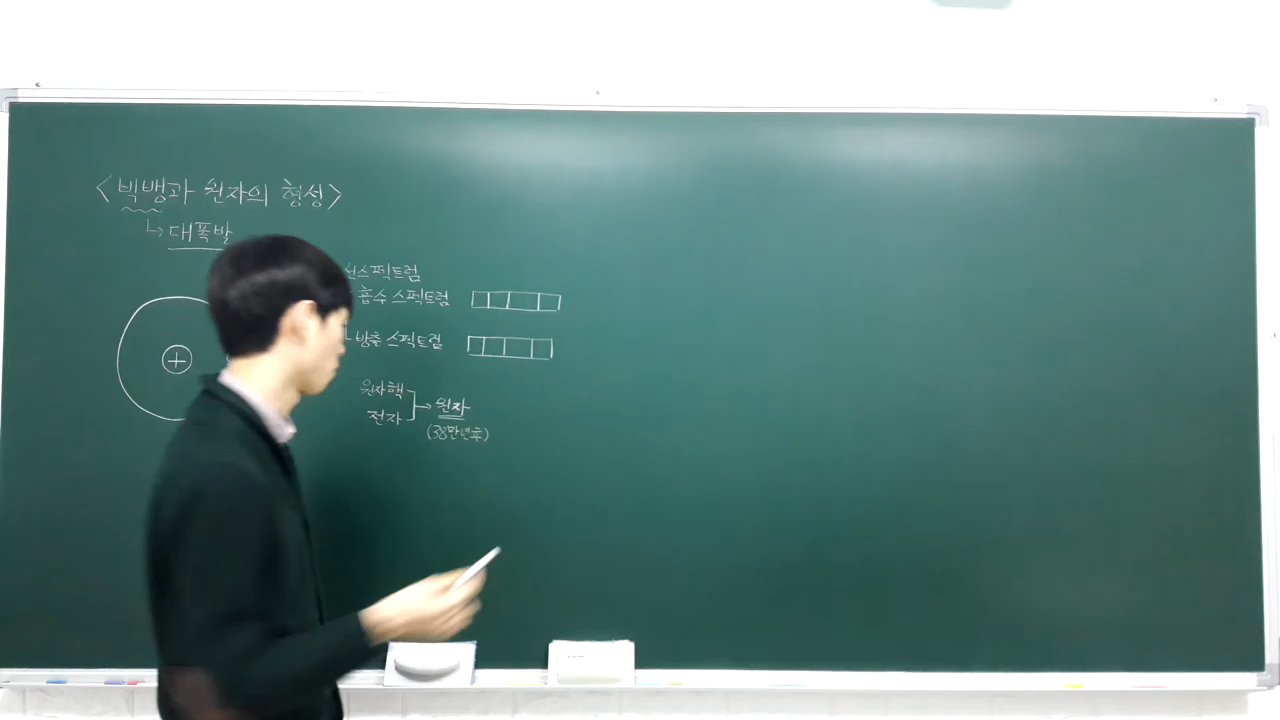 <빅뱅과 원자의 형성>
↳ 대폭발
선스펙트럼
흡수 스펙트럼
방출 스펙트럼
+
원자핵
전자
→ 원자
(38만년 후)